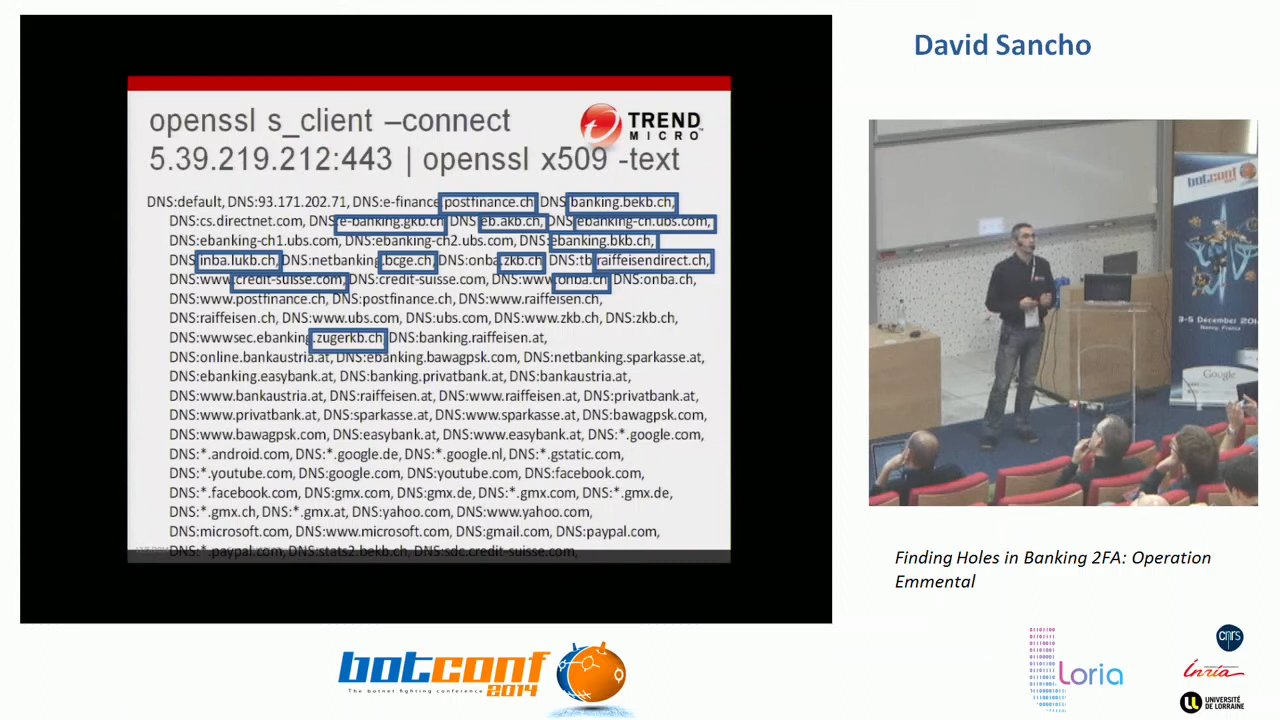 David Sancho
openssl s_client –connect
5.39.219.212:443 | openssl x509 -text
TREND
MICRO
DNS:default, DNS:93.171.202.71, DNS:e-finance.postfinance.ch, DNS:banking.bekb.ch,
DNS:cs.directnet.com, DNS:e-banking.gkb.ch, DNS:eb.akb.ch, DNS:ebanking-ch.ubs.com,
DNS:ebanking-ch1.ubs.com, DNS:ebanking-ch2.ubs.com, DNS:ebanking.bkb.ch,
DNS:inba.lukb.ch, DNS:netbanking.bcge.ch, DNS:onba.zkb.ch, DNS:tb.raiffeisendirect.ch,
DNS:www.credit-suisse.com, DNS:credit-suisse.com, DNS:www.onba.ch, DNS:onba.ch,
DNS:www.postfinance.ch, DNS:postfinance.ch, DNS:www.raiffeisen.ch,
DNS:raiffeisen.ch, DNS:www.ubs.com, DNS:ubs.com, DNS:www.zkb.ch, DNS:zkb.ch,
DNS:wwwsec.ebanking.zugerkb.ch, DNS:banking.raiffeisen.at,
DNS:online.bankaustria.at, DNS:ebanking.bawagpsk.com, DNS:netbanking.sparkasse.at,
DNS:ebanking.easybank.at, DNS:banking.privatbank.at, DNS:bankaustria.at,
DNS:www.bankaustria.at, DNS:raiffeisen.at, DNS:www.raiffeisen.at, DNS:privatbank.at,
DNS:www.privatbank.at, DNS:sparkasse.at, DNS:www.sparkasse.at, DNS:bawagpsk.com,
DNS:www.bawagpsk.com, DNS:easybank.at, DNS:www.easybank.at, DNS:*.google.com,
DNS:*.android.com, DNS:*.google.de, DNS:*.google.nl, DNS:*.gstatic.com,
DNS:*.youtube.com, DNS:google.com, DNS:youtube.com, DNS:facebook.com,
DNS:*.facebook.com, DNS:gmx.com, DNS:gmx.de, DNS:*.gmx.com, DNS:*.gmx.de,
DNS:*.gmx.ch, DNS:*.gmx.at, DNS:yahoo.com, DNS:www.yahoo.com,
DNS:microsoft.com, DNS:www.microsoft.com, DNS:gmail.com, DNS:paypal.com,
DNS:*.paypal.com, DNS:stats2.bekb.ch, DNS:sdc.credit-suisse.com,
botconf
3-5 December 201
Nancy, France
Google
Finding Holes in Banking 2FA: Operation
Emmental
botconf
The botnet fighting conference 2014
Loria
cnrs
inria
UNIVERSITÉ
DE LORRAINE